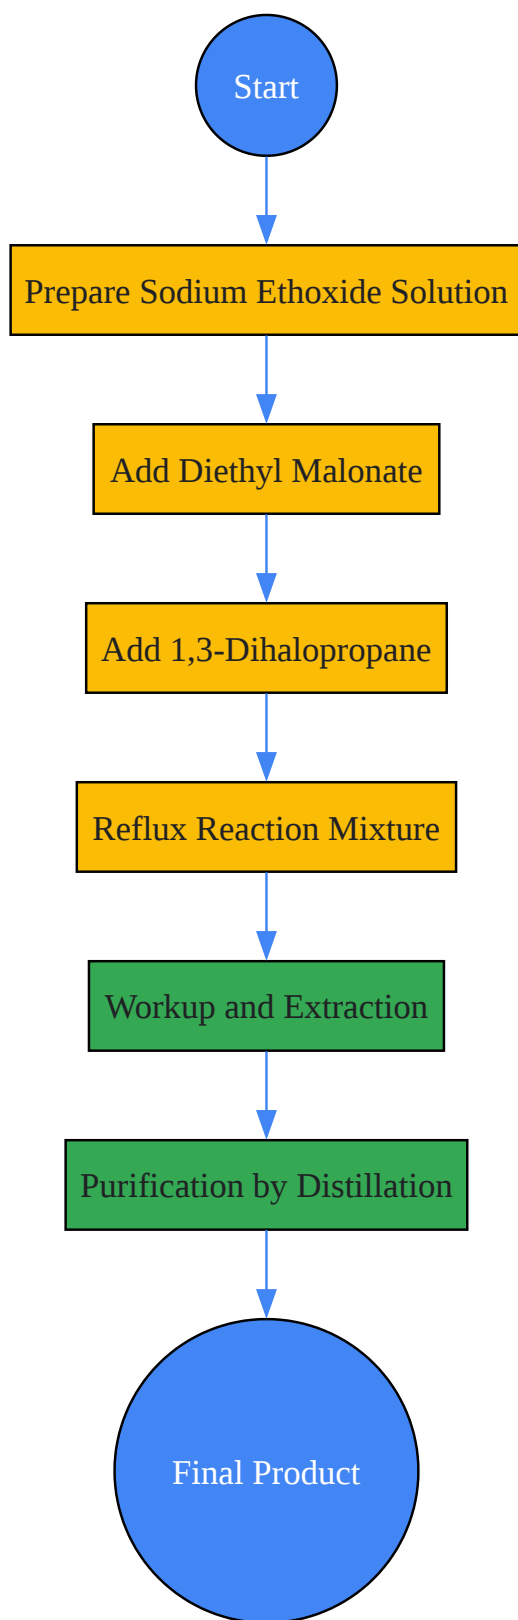 Start
Prepare Sodium Ethoxide Solution
Add Diethyl Malonate
Add 1,3-Dihalopropane
Reflux Reaction Mixture
Workup and Extraction
Purification by Distillation
Final Product